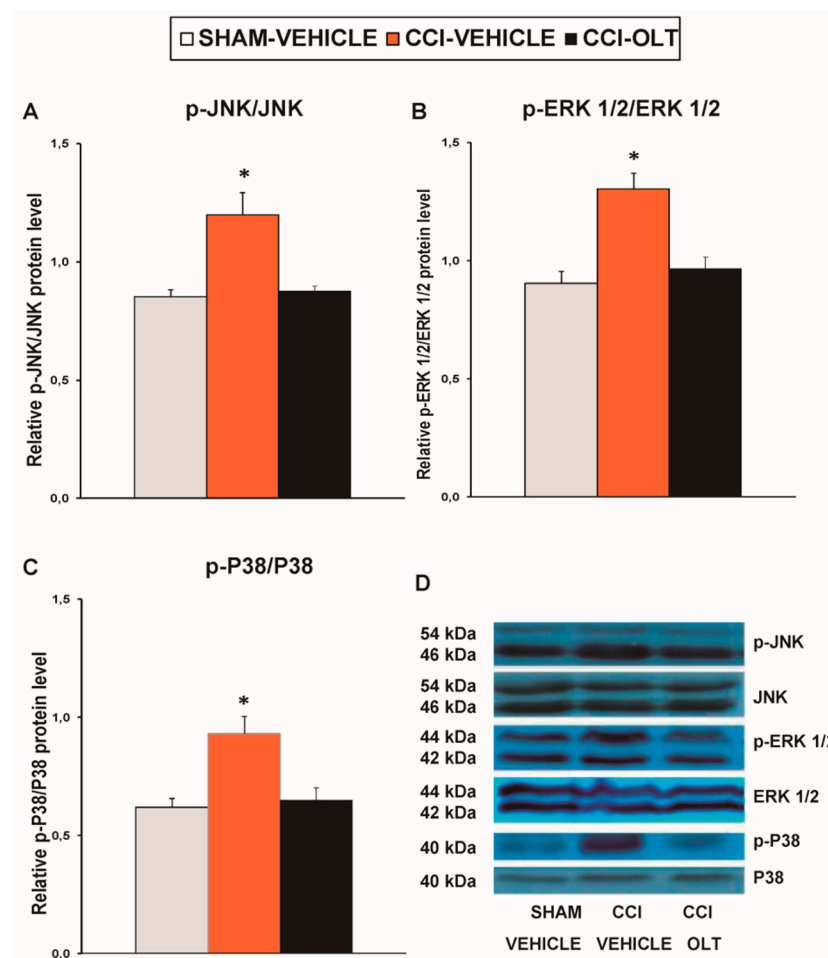 SHAM-VEHICLE CCI-VEHICLE CCI-OLT
A p-JNK/JNK
Relative p-JNK/JNK protein level
1,5
*
1,0
0,5
0,0
B p-ERK 1/2/ERK 1/2
Relative p-ERK 1/2/ERK 1/2 protein level
1,5
*
1,0
0,5
0,0
C p-P38/P38
Relative p-P38/P38 protein level
1,5
1,0
*
0,5
0,0
D
54 kDa p-JNK
46 kDa
54 kDa JNK
46 kDa
44 kDa p-ERK 1/2
42 kDa
44 kDa ERK 1/2
42 kDa
40 kDa p-P38
40 kDa P38
SHAM CCI CCI
VEHICLE VEHICLE OLT